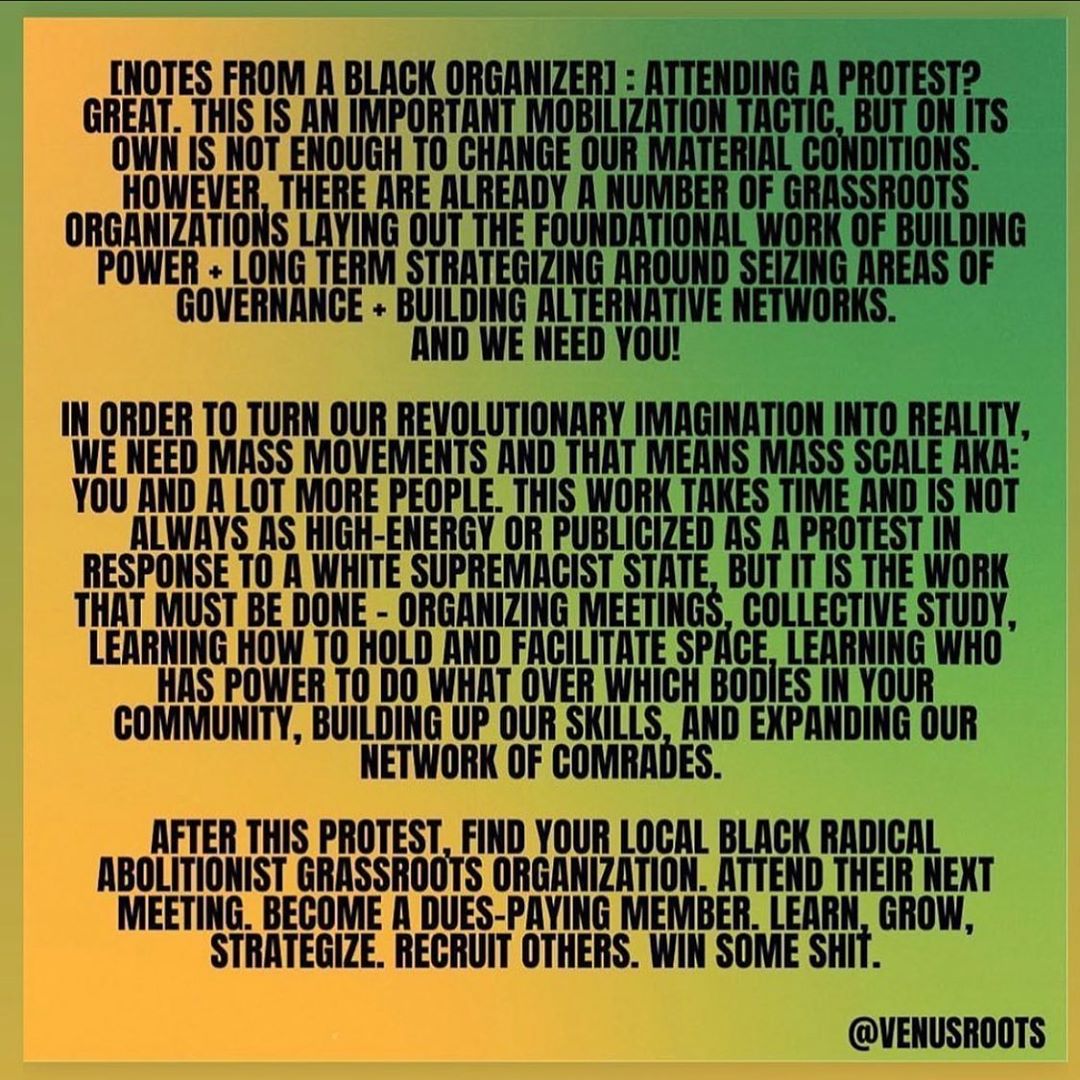 [NOTES FROM A BLACK ORGANIZER] : ATTENDING A PROTEST?
GREAT. THIS IS AN IMPORTANT MOBILIZATION TACTIC, BUT ON ITS
OWN IS NOT ENOUGH TO CHANGE OUR MATERIAL CONDITIONS.
HOWEVER, THERE ARE ALREADY A NUMBER OF GRASSROOTS
ORGANIZATIONS LAYING OUT THE FOUNDATIONAL WORK OF BUILDING
POWER + LONG TERM STRATEGIZING AROUND SEIZING AREAS OF
GOVERNANCE + BUILDING ALTERNATIVE NETWORKS.
AND WE NEED YOU!
IN ORDER TO TURN OUR REVOLUTIONARY IMAGINATION INTO REALITY,
WE NEED MASS MOVEMENTS AND THAT MEANS MASS SCALE AKA:
YOU AND A LOT MORE PEOPLE. THIS WORK TAKES TIME AND IS NOT
ALWAYS AS HIGH-ENERGY OR PUBLICIZED AS A PROTEST IN
RESPONSE TO A WHITE SUPREMACIST STATE, BUT IT IS THE WORK
THAT MUST BE DONE - ORGANIZING MEETINGS, COLLECTIVE STUDY,
LEARNING HOW TO HOLD AND FACILITATE SPACE, LEARNING WHO
HAS POWER TO DO WHAT OVER WHICH BODIES IN YOUR
COMMUNITY, BUILDING UP OUR SKILLS, AND EXPANDING OUR
NETWORK OF COMRADES.
AFTER THIS PROTEST, FIND YOUR LOCAL BLACK RADICAL
ABOLITIONIST GRASSROOTS ORGANIZATION. ATTEND THEIR NEXT
MEETING. BECOME A DUES-PAYING MEMBER. LEARN, GROW,
STRATEGIZE. RECRUIT OTHERS. WIN SOME SHIT.
@VENUSROOTS